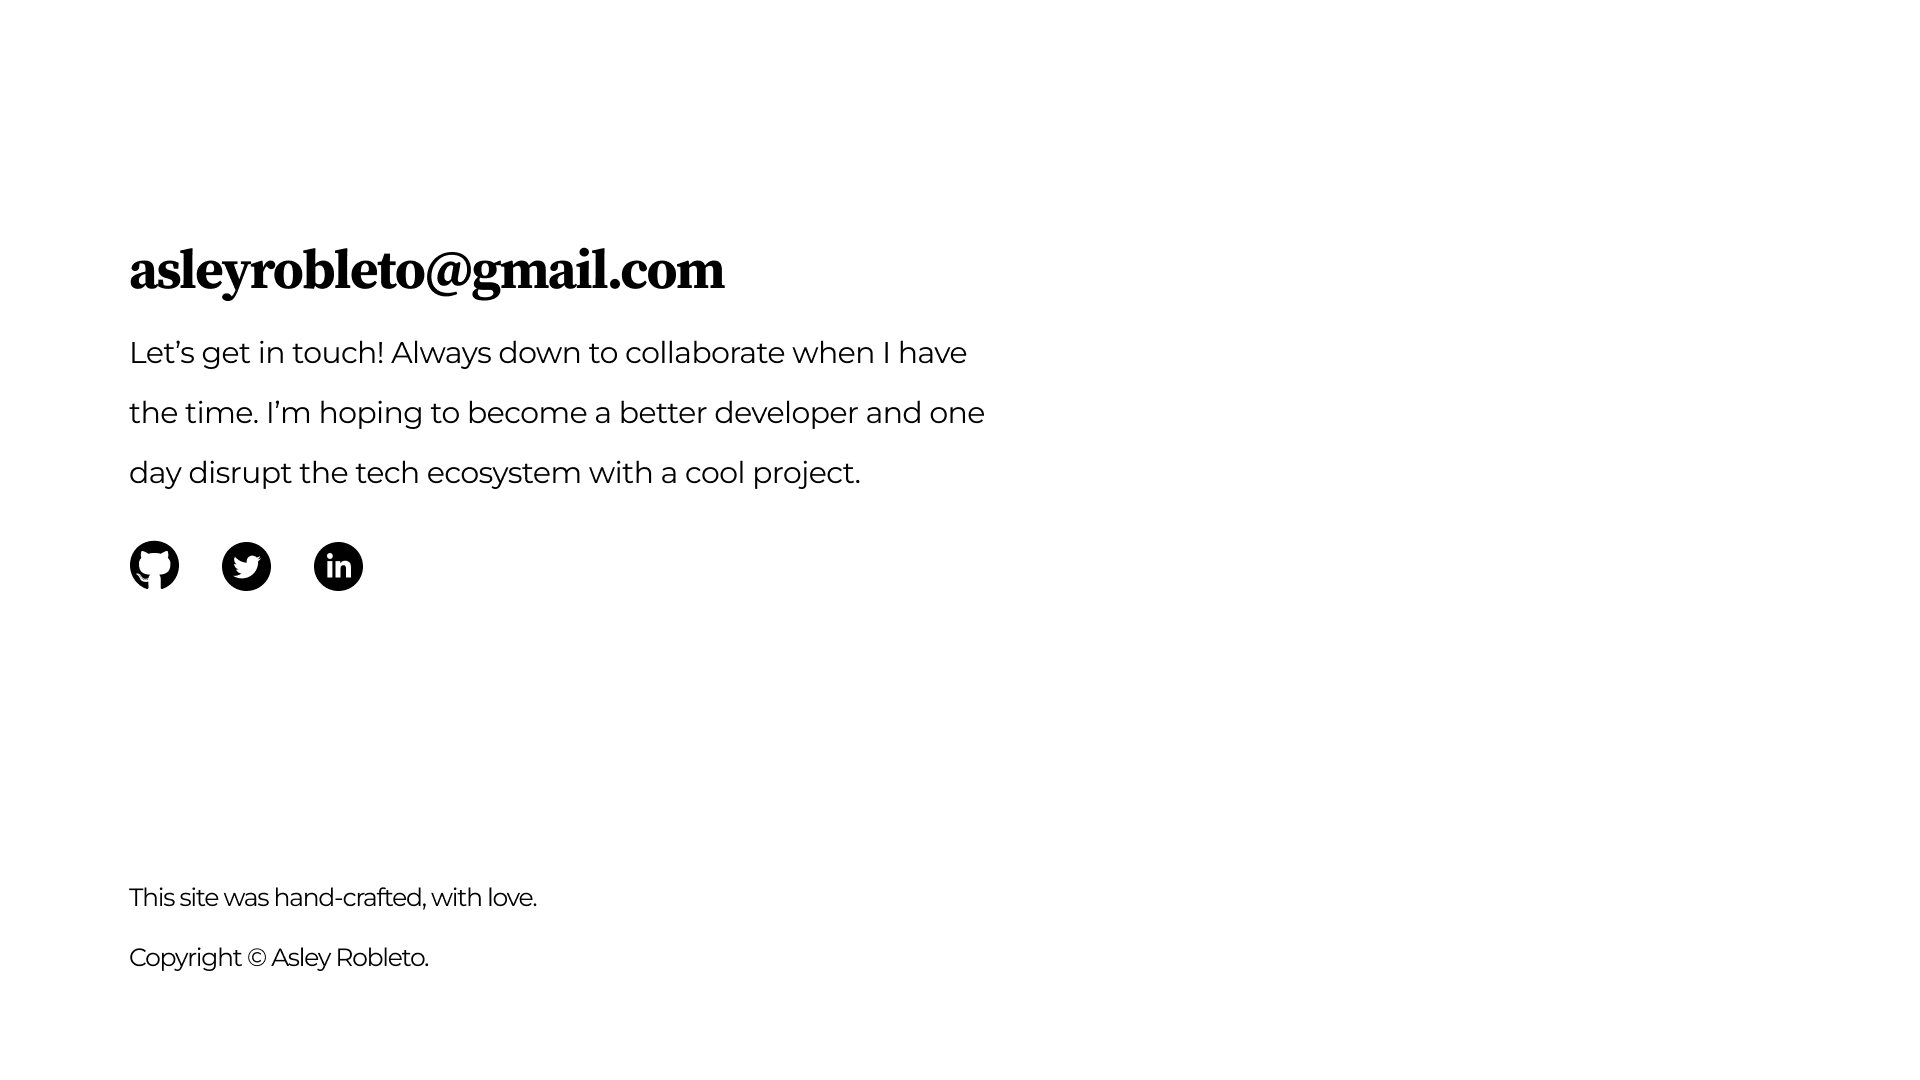 asleyrobleto@gmail.com
Let’s get in touch! Always down to collaborate when I have
the time. I’m hoping to become a better developer and one
day disrupt the tech ecosystem with a cool project.
in
This site was hand-crafted, with love.
Copyright © Asley Robleto.